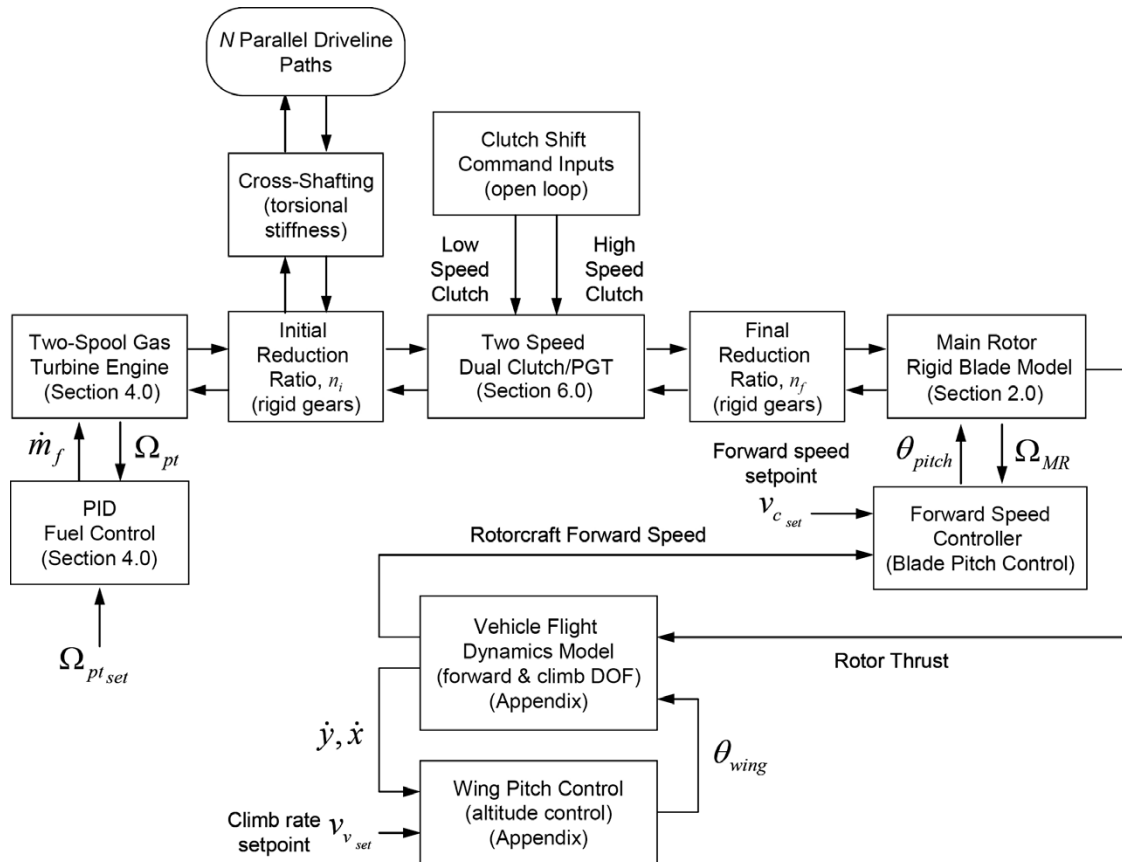 N Parallel Driveline
Paths
Cross-Shafting
(torsional
stiffness)
Clutch Shift
Command Inputs
(open loop)
Low
Speed
Clutch
High
Speed
Clutch
Two-Spool Gas
Turbine Engine
(Section 4.0)
Initial
Reduction
Ratio, n_i
(rigid gears)
Two Speed
Dual Clutch/PGT
(Section 6.0)
Final
Reduction
Ratio, n_f
(rigid gears)
Main Rotor
Rigid Blade Model
(Section 2.0)
ṁ_f
Ω_pt
θ_pitch
Ω_MR
PID
Fuel Control
(Section 4.0)
Ω_pt_set
Forward speed
setpoint
v_c_set
Forward Speed
Controller
(Blade Pitch Control)
Rotorcraft Forward Speed
Vehicle Flight
Dynamics Model
(forward & climb DOF)
(Appendix)
Rotor Thrust
ẏ, ẋ
θ_wing
Wing Pitch Control
(altitude control)
(Appendix)
Climb rate
setpoint
v_v_set